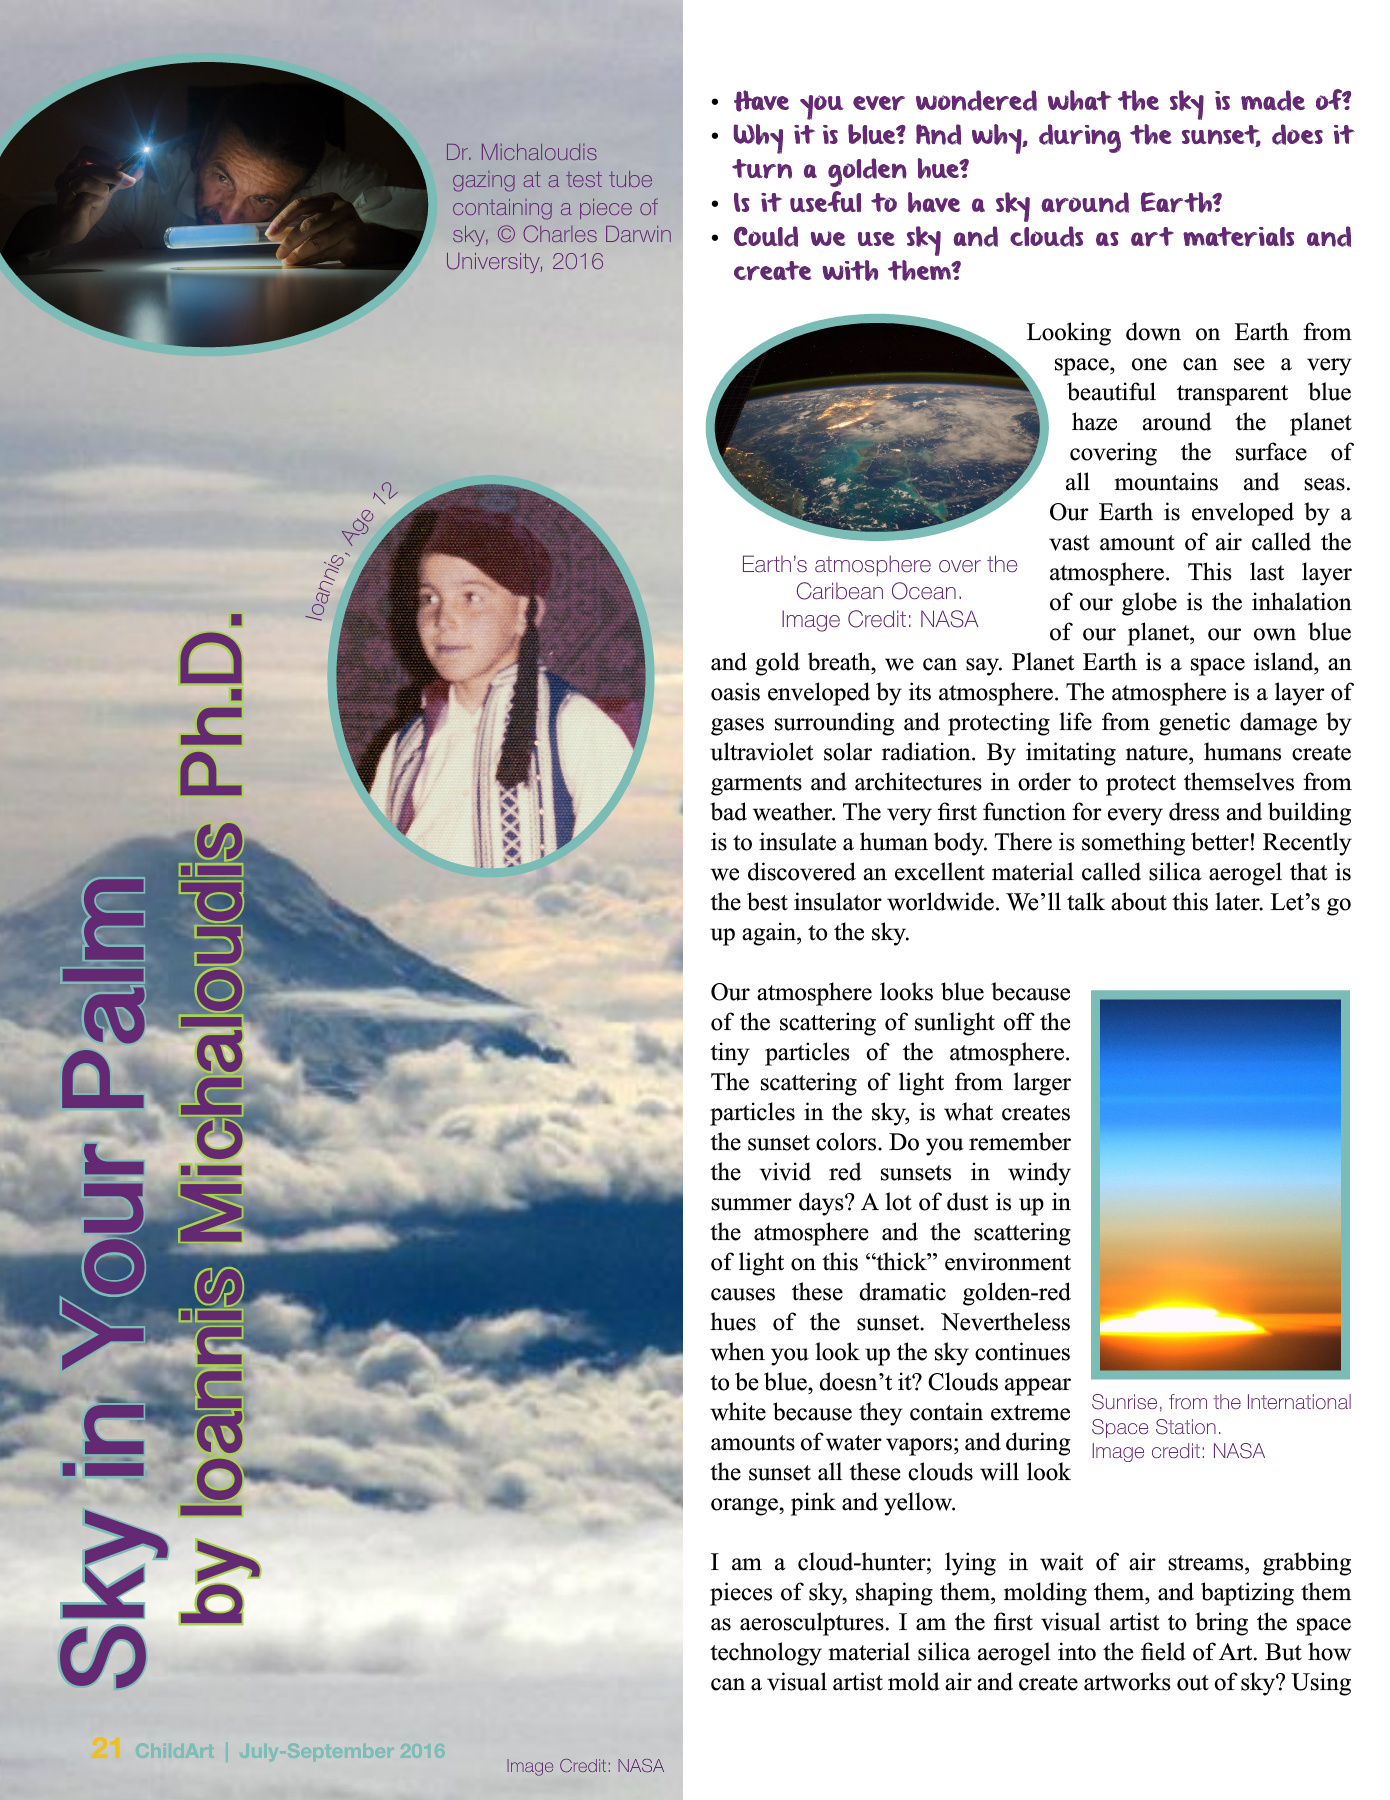 Dr. Michaloudis
gazing at a test tube
containing a piece of
sky, © Charles Darwin
University, 2016
Ioannis, Age 12
Sky in Your Palm
by Ioannis Michaloudis Ph.D.
21 ChildArt | July-September 2016
Image Credit: NASA
• Have you ever wondered what the sky is made of?
• Why it is blue? And why, during the sunset, does it
turn a golden hue?
• Is it useful to have a sky around Earth?
• Could we use sky and clouds as art materials and
create with them?
Looking down on Earth from
space, one can see a very
beautiful transparent blue
haze around the planet
covering the surface of
all mountains and seas.
Our Earth is enveloped by a
vast amount of air called the
atmosphere. This last layer
of our globe is the inhalation
of our planet, our own blue
Earth's atmosphere over the
Caribean Ocean.
Image Credit: NASA
and gold breath, we can say. Planet Earth is a space island, an
oasis enveloped by its atmosphere. The atmosphere is a layer of
gases surrounding and protecting life from genetic damage by
ultraviolet solar radiation. By imitating nature, humans create
garments and architectures in order to protect themselves from
bad weather. The very first function for every dress and building
is to insulate a human body. There is something better! Recently
we discovered an excellent material called silica aerogel that is
the best insulator worldwide. We'll talk about this later. Let's go
up again, to the sky.
Our atmosphere looks blue because
of the scattering of sunlight off the
tiny particles of the atmosphere.
The scattering of light from larger
particles in the sky, is what creates
the sunset colors. Do you remember
the vivid red sunsets in windy
summer days? A lot of dust is up in
the atmosphere and the scattering
of light on this “thick” environment
causes these dramatic golden-red
hues of the sunset. Nevertheless
when you look up the sky continues
to be blue, doesn't it? Clouds appear
white because they contain extreme
amounts of water vapors; and during
the sunset all these clouds will look
orange, pink and yellow.
Sunrise, from the International
Space Station.
Image credit: NASA
I am a cloud-hunter; lying in wait of air streams, grabbing
pieces of sky, shaping them, molding them, and baptizing them
as aerosculptures. I am the first visual artist to bring the space
technology material silica aerogel into the field of Art. But how
can a visual artist mold air and create artworks out of sky? Using